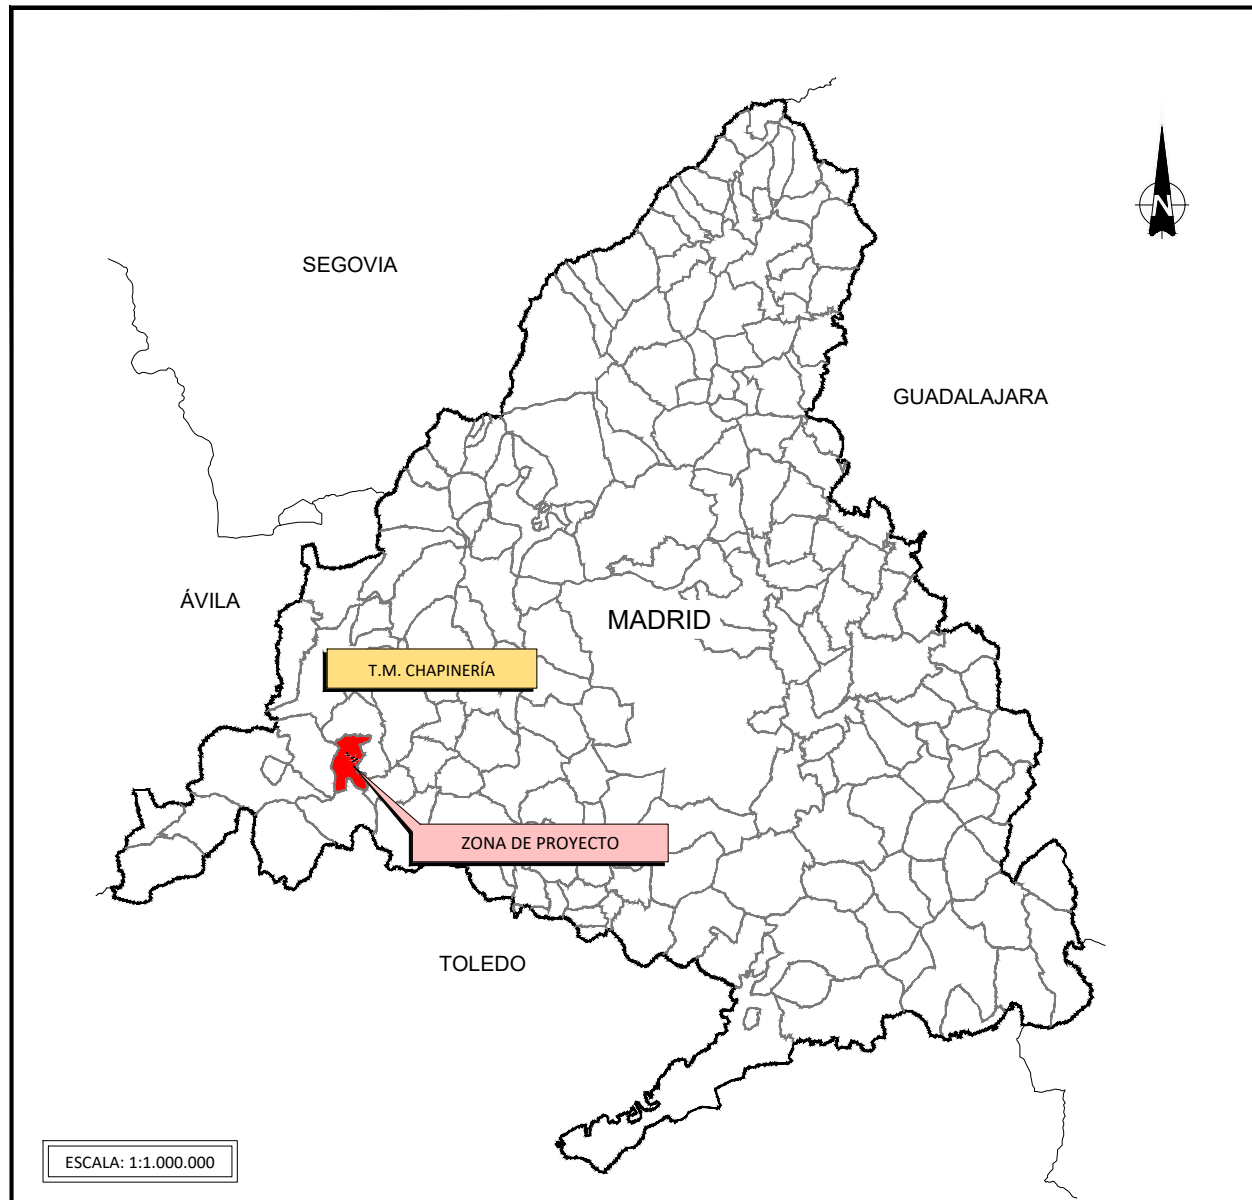 N
SEGOVIA
GUADALAJARA
ÁVILA
MADRID
T.M. CHAPINERÍA
ZONA DE PROYECTO
TOLEDO
ESCALA: 1:1.000.000